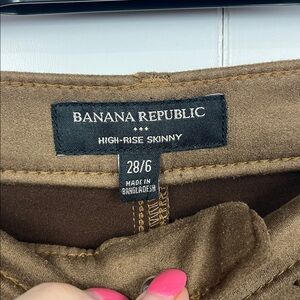 BANANA REPUBLIC
HIGH-RISE SKINNY
28/6
MADE IN
BANGLADESH